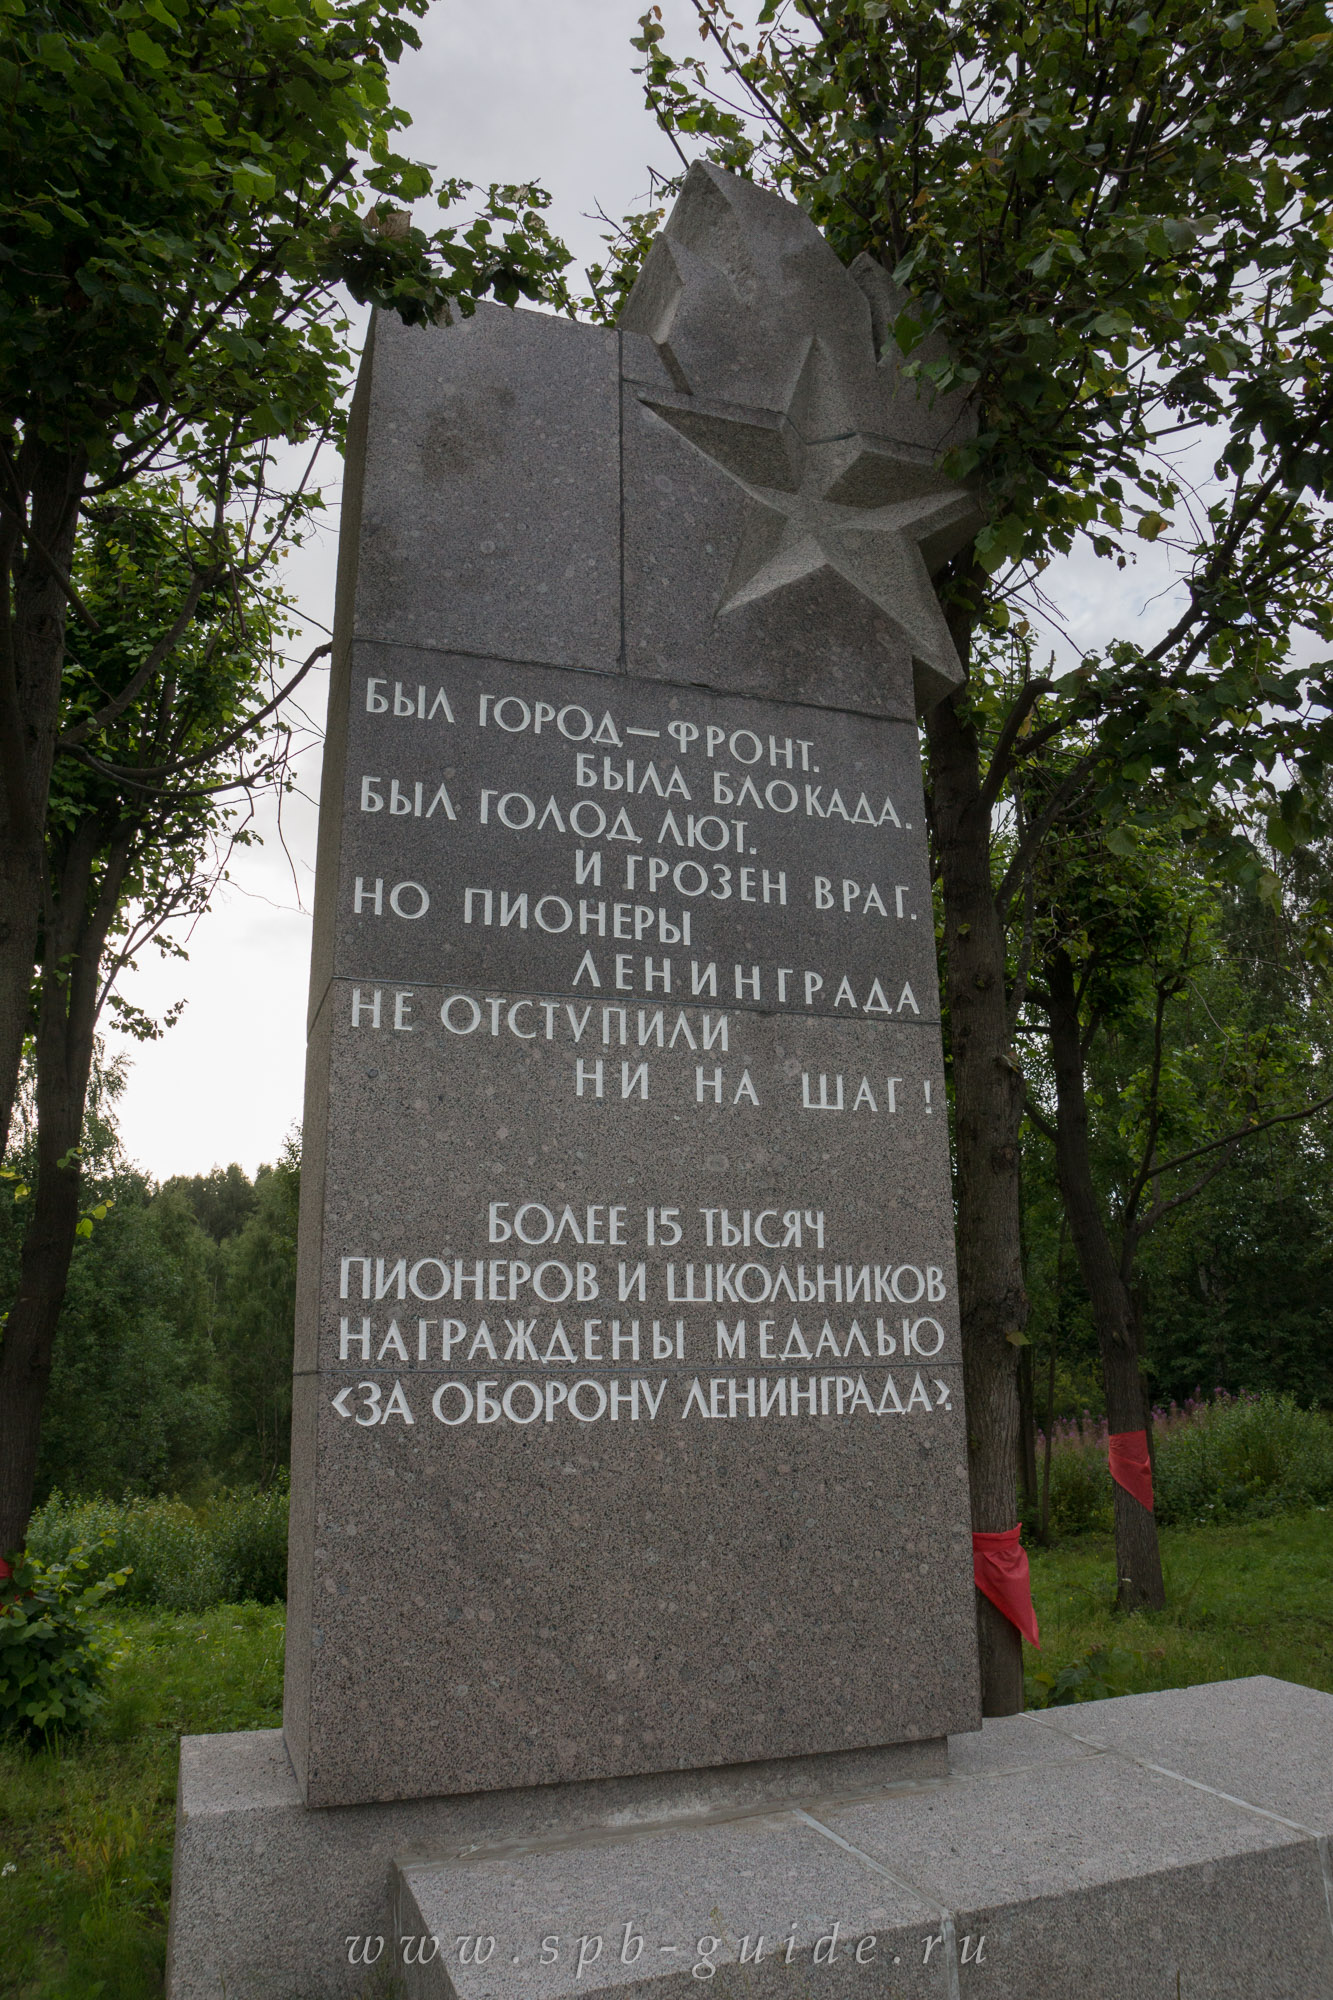 БЫЛ ГОРОД—ФРОНТ.
БЫЛА БЛОКАДА.
БЫЛ ГОЛОД ЛЮТ.
И ГРОЗЕН ВРАГ.
НО ПИОНЕРЫ
ЛЕНИНГРАДА
НЕ ОТСТУПИЛИ
НИ НА ШАГ!
БОЛЕЕ 15 ТЫСЯЧ
ПИОНЕРОВ И ШКОЛЬНИКОВ
НАГРАЖДЕНЫ МЕДАЛЬЮ
‹ЗА ОБОРОНУ ЛЕНИНГРАДА›.
www.spb-guide.ru